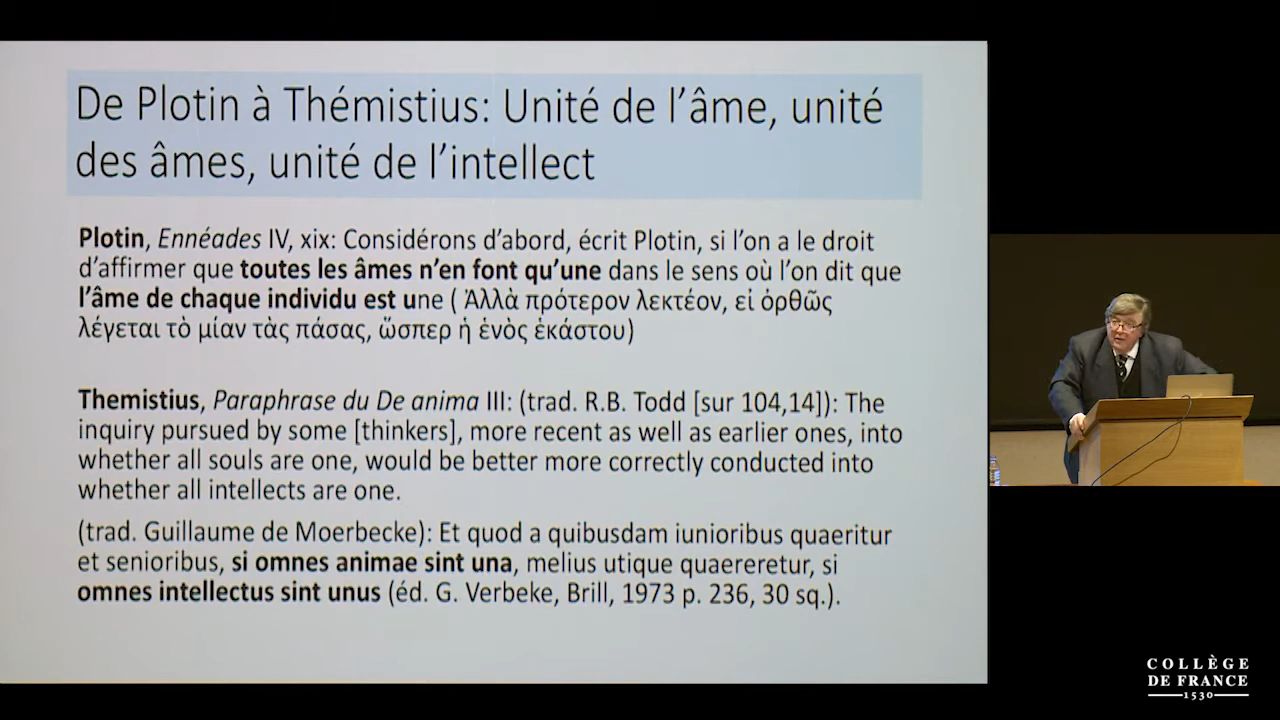 De Plotin à Thémistius: Unité de l’âme, unité
des âmes, unité de l’intellect
Plotin, Ennéades IV, xix: Considérons d’abord, écrit Plotin, si l’on a le droit
d’affirmer que toutes les âmes n’en font qu’une dans le sens où l’on dit que
l’âme de chaque individu est une ( Ἀλλὰ πρότερον λεκτέον, εἰ ὀρθῶς
λέγεται τὸ μίαν τὰς πάσας, ὥσπερ ἡ ἑνὸς ἑκάστου)
Themistius, Paraphrase du De anima III: (trad. R.B. Todd [sur 104,14]): The
inquiry pursued by some [thinkers], more recent as well as earlier ones, into
whether all souls are one, would be better more correctly conducted into
whether all intellects are one.
(trad. Guillaume de Moerbecke): Et quod a quibusdam iunioribus quaeritur
et senioribus, si omnes animae sint una, melius utique quaereretur, si
omnes intellectus sint unus (éd. G. Verbeke, Brill, 1973 p. 236, 30 sq.).
COLLÈGE
DE FRANCE
1530